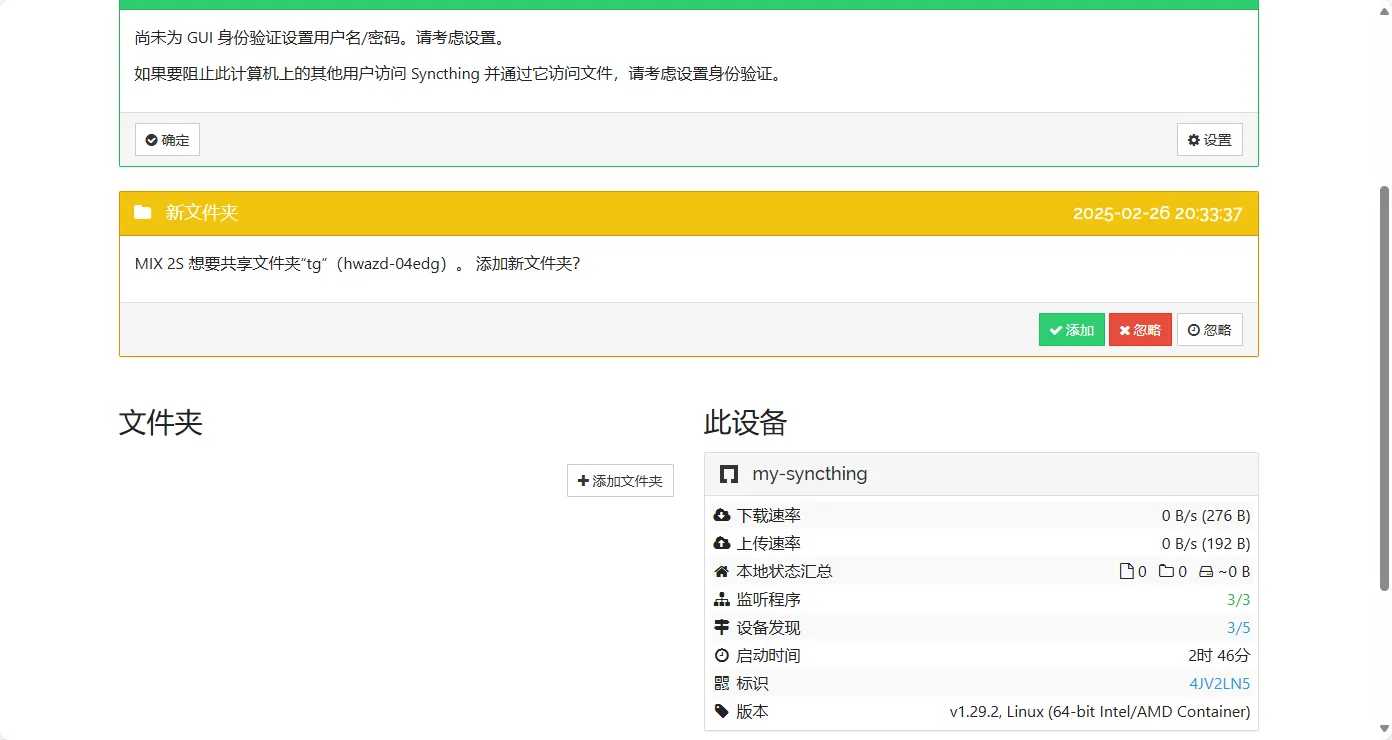 尚未为 GUI 身份验证设置用户名/密码。请考虑设置。
如果要阻止此计算机上的其他用户访问 Syncthing 并通过它访问文件，请考虑设置身份验证。
确定
设置
新文件夹
2025-02-26 20:33:37
MIX 2S 想要共享文件夹“tg”（hwazd-04edg）。 添加新文件夹？
添加
忽略
忽略
文件夹
添加文件夹
此设备
my-syncthing
下载速率 0 B/s (276 B)
上传速率 0 B/s (192 B)
本地状态汇总 0 0 ~0 B
监听程序 3/3
设备发现 3/5
启动时间 2时 46分
标识 4JV2LN5
版本 v1.29.2, Linux (64-bit Intel/AMD Container)